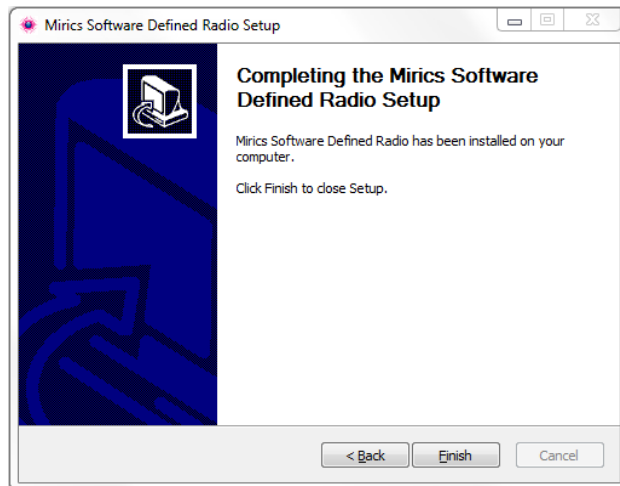 Mirics Software Defined Radio Setup
Completing the Mirics Software
Defined Radio Setup
Mirics Software Defined Radio has been installed on your
computer.
Click Finish to close Setup.
< Back
Finish
Cancel